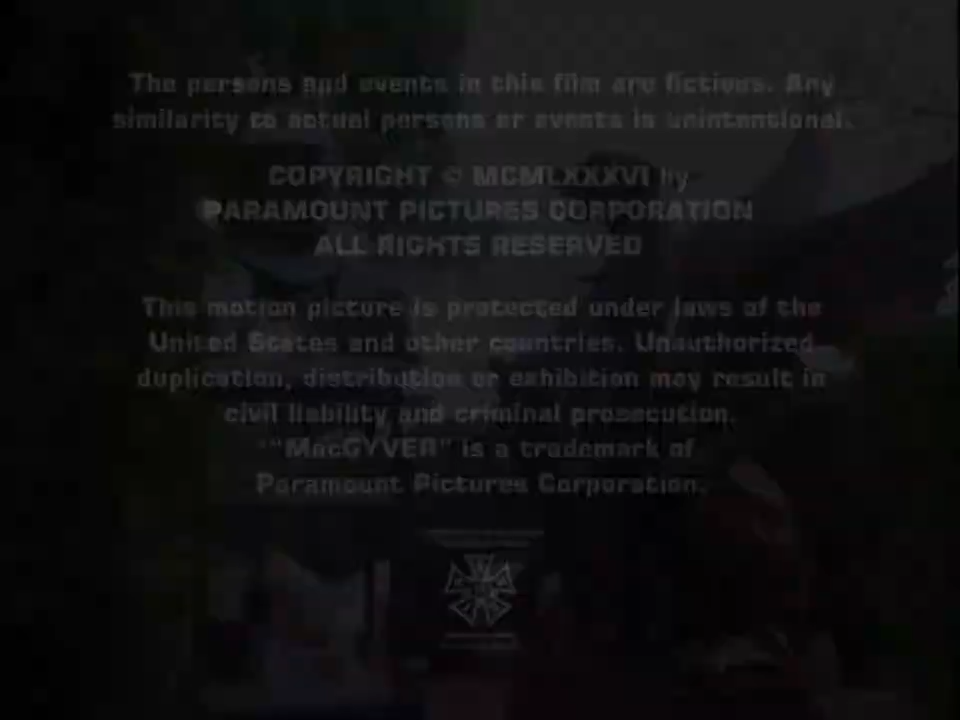 The persons and events in this film are fictious. Any
similarity to actual persons or events is unintentional.
COPYRIGHT © MCMLXXXVI by
PARAMOUNT PICTURES CORPORATION
ALL RIGHTS RESERVED
This motion picture is protected under laws of the
United States and other countries. Unauthorized
duplication, distribution or exhibition may result in
civil liability and criminal prosecution.
"MacGYVER" is a trademark of
Paramount Pictures Corporation.